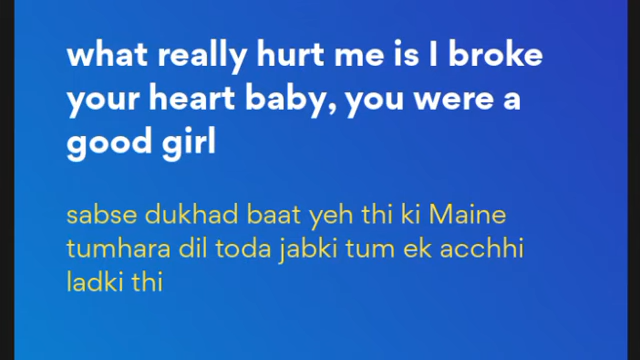 what really hurt me is I broke
your heart baby, you were a
good girl
sabse dukhad baat yeh thi ki Maine
tumhara dil toda jabki tum ek acchhi
ladki thi